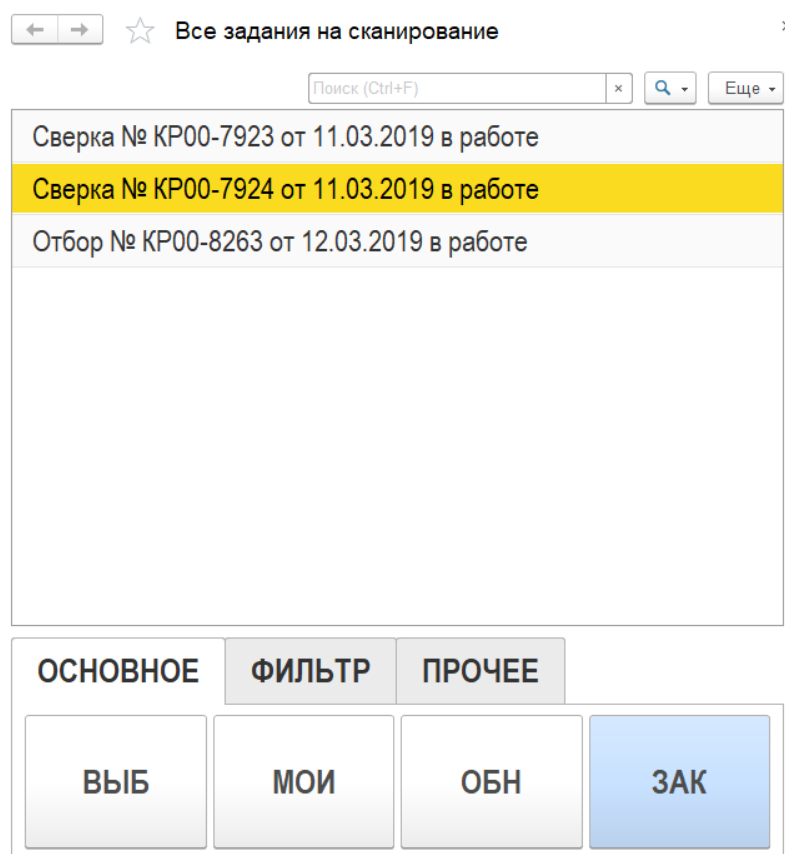 Все задания на сканирование
Поиск (Ctrl+F)
Еще
Сверка № КР00-7923 от 11.03.2019 в работе
Сверка № КР00-7924 от 11.03.2019 в работе
Отбор № КР00-8263 от 12.03.2019 в работе
ОСНОВНОЕ ФИЛЬТР ПРОЧЕЕ
ВЫБ МОИ ОБН ЗАК